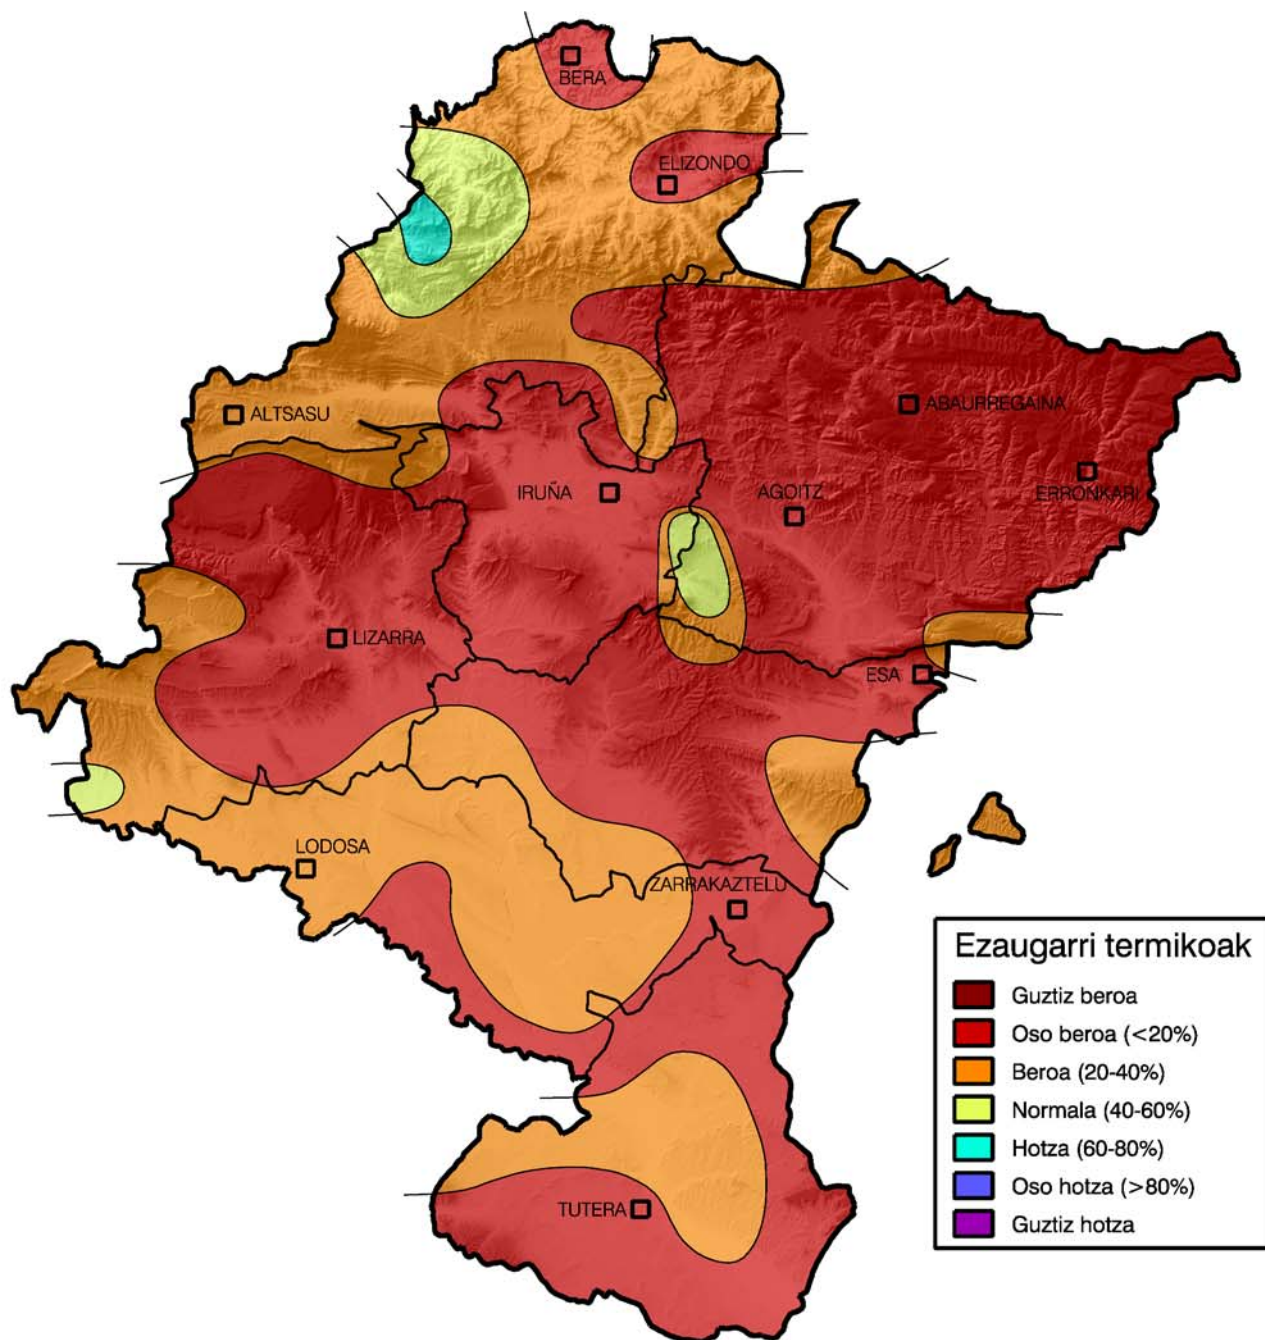 BERA
ELIZONDO
ALTSASU
ABAURREGAINA
IRUÑA
AGOITZ
ERRONKARI
LIZARRA
ESA
LODOSA
ZARRAKAZTELU
TUTERA
Ezaugarri termikoak
Guztiz beroa
Oso beroa (<20%)
Beroa (20-40%)
Normala (40-60%)
Hotza (60-80%)
Oso hotza (>80%)
Guztiz hotza